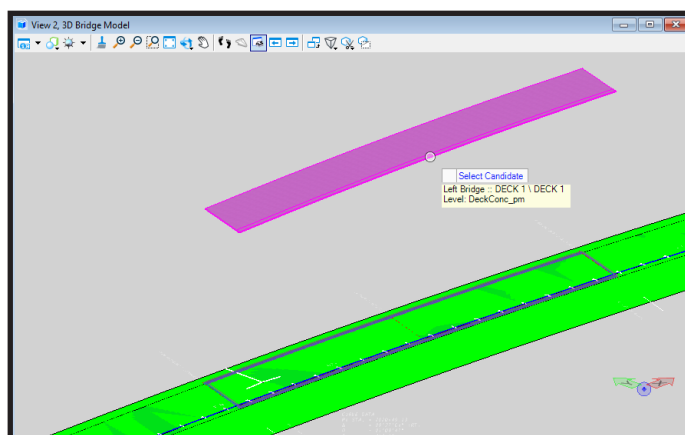 View 2, 3D Bridge Model
Select Candidate
Left Bridge :: DECK 1 \ DECK 1
Level: DeckConc_pm